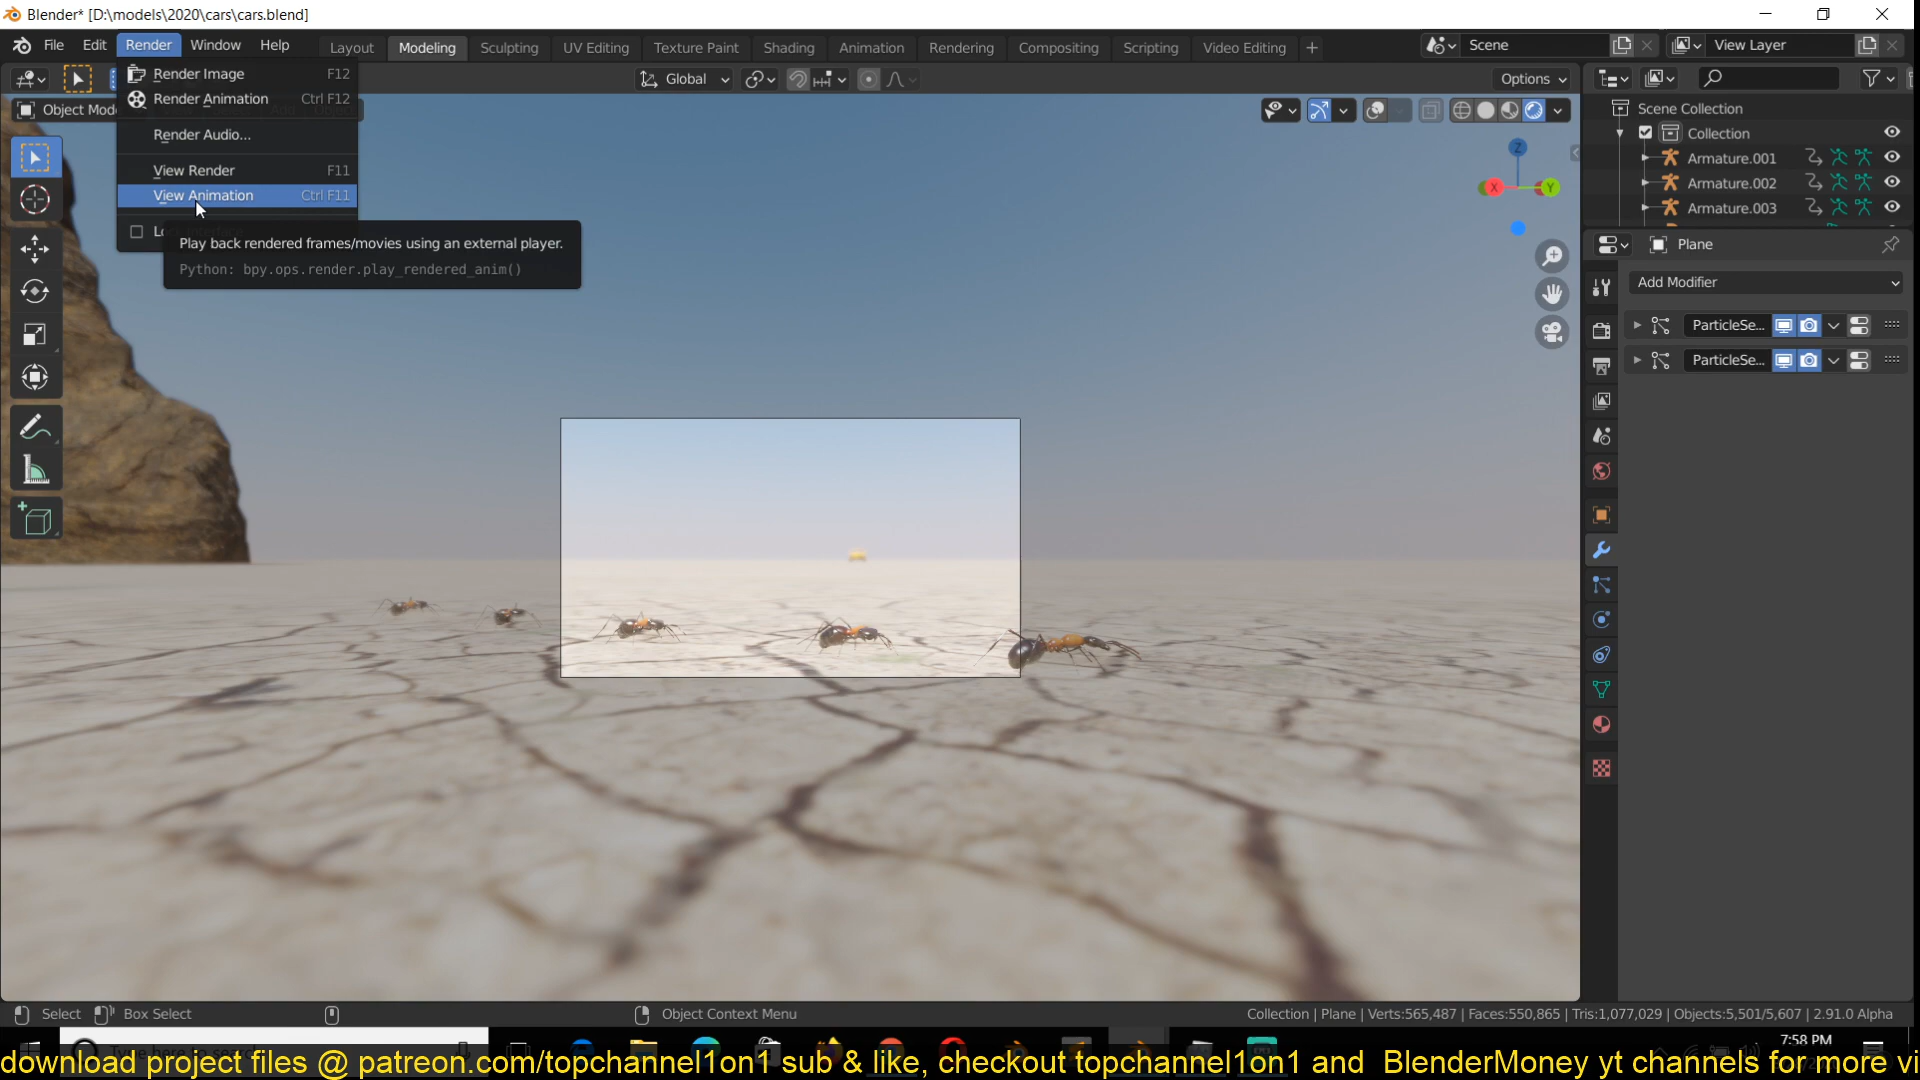 Blender* [D:\models\2020\cars\cars.blend]
File Edit Render Window Help Layout Modeling Sculpting UV Editing Texture Paint Shading Animation Rendering Compositing Scripting Video Editing + Scene View Layer
Render Image F12
Render Animation Ctrl F12
Render Audio...
View Render F11
View Animation Ctrl F11
Play back rendered frames/movies using an external player.
Python: bpy.ops.render.play_rendered_anim()
Global Options
Object Mode
Z
X Y
Scene Collection
Collection
Armature.001
Armature.002
Armature.003
Plane
Add Modifier
ParticleSe...
ParticleSe...
Select Box Select Object Context Menu Collection | Plane | Verts:565,487 | Faces:550,865 | Tris:1,077,029 | Objects:5,501/5,607 | 2.91.0 Alpha
7:58 PM
download project files @ patreon.com/topchannel1on1 sub & like, checkout topchannel1on1 and BlenderMoney yt channels for more vi